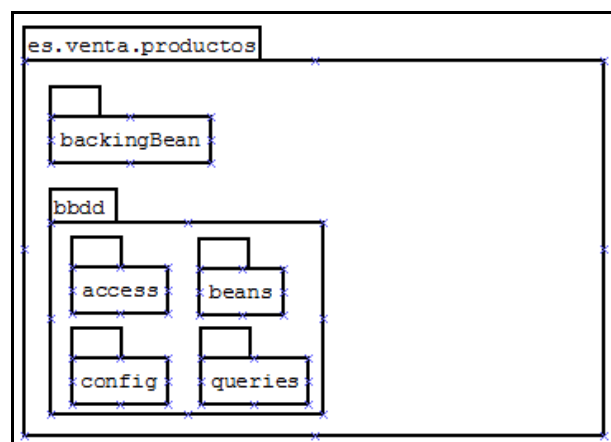 es.venta.productos
backingBean
bbdd
access
beans
config
queries